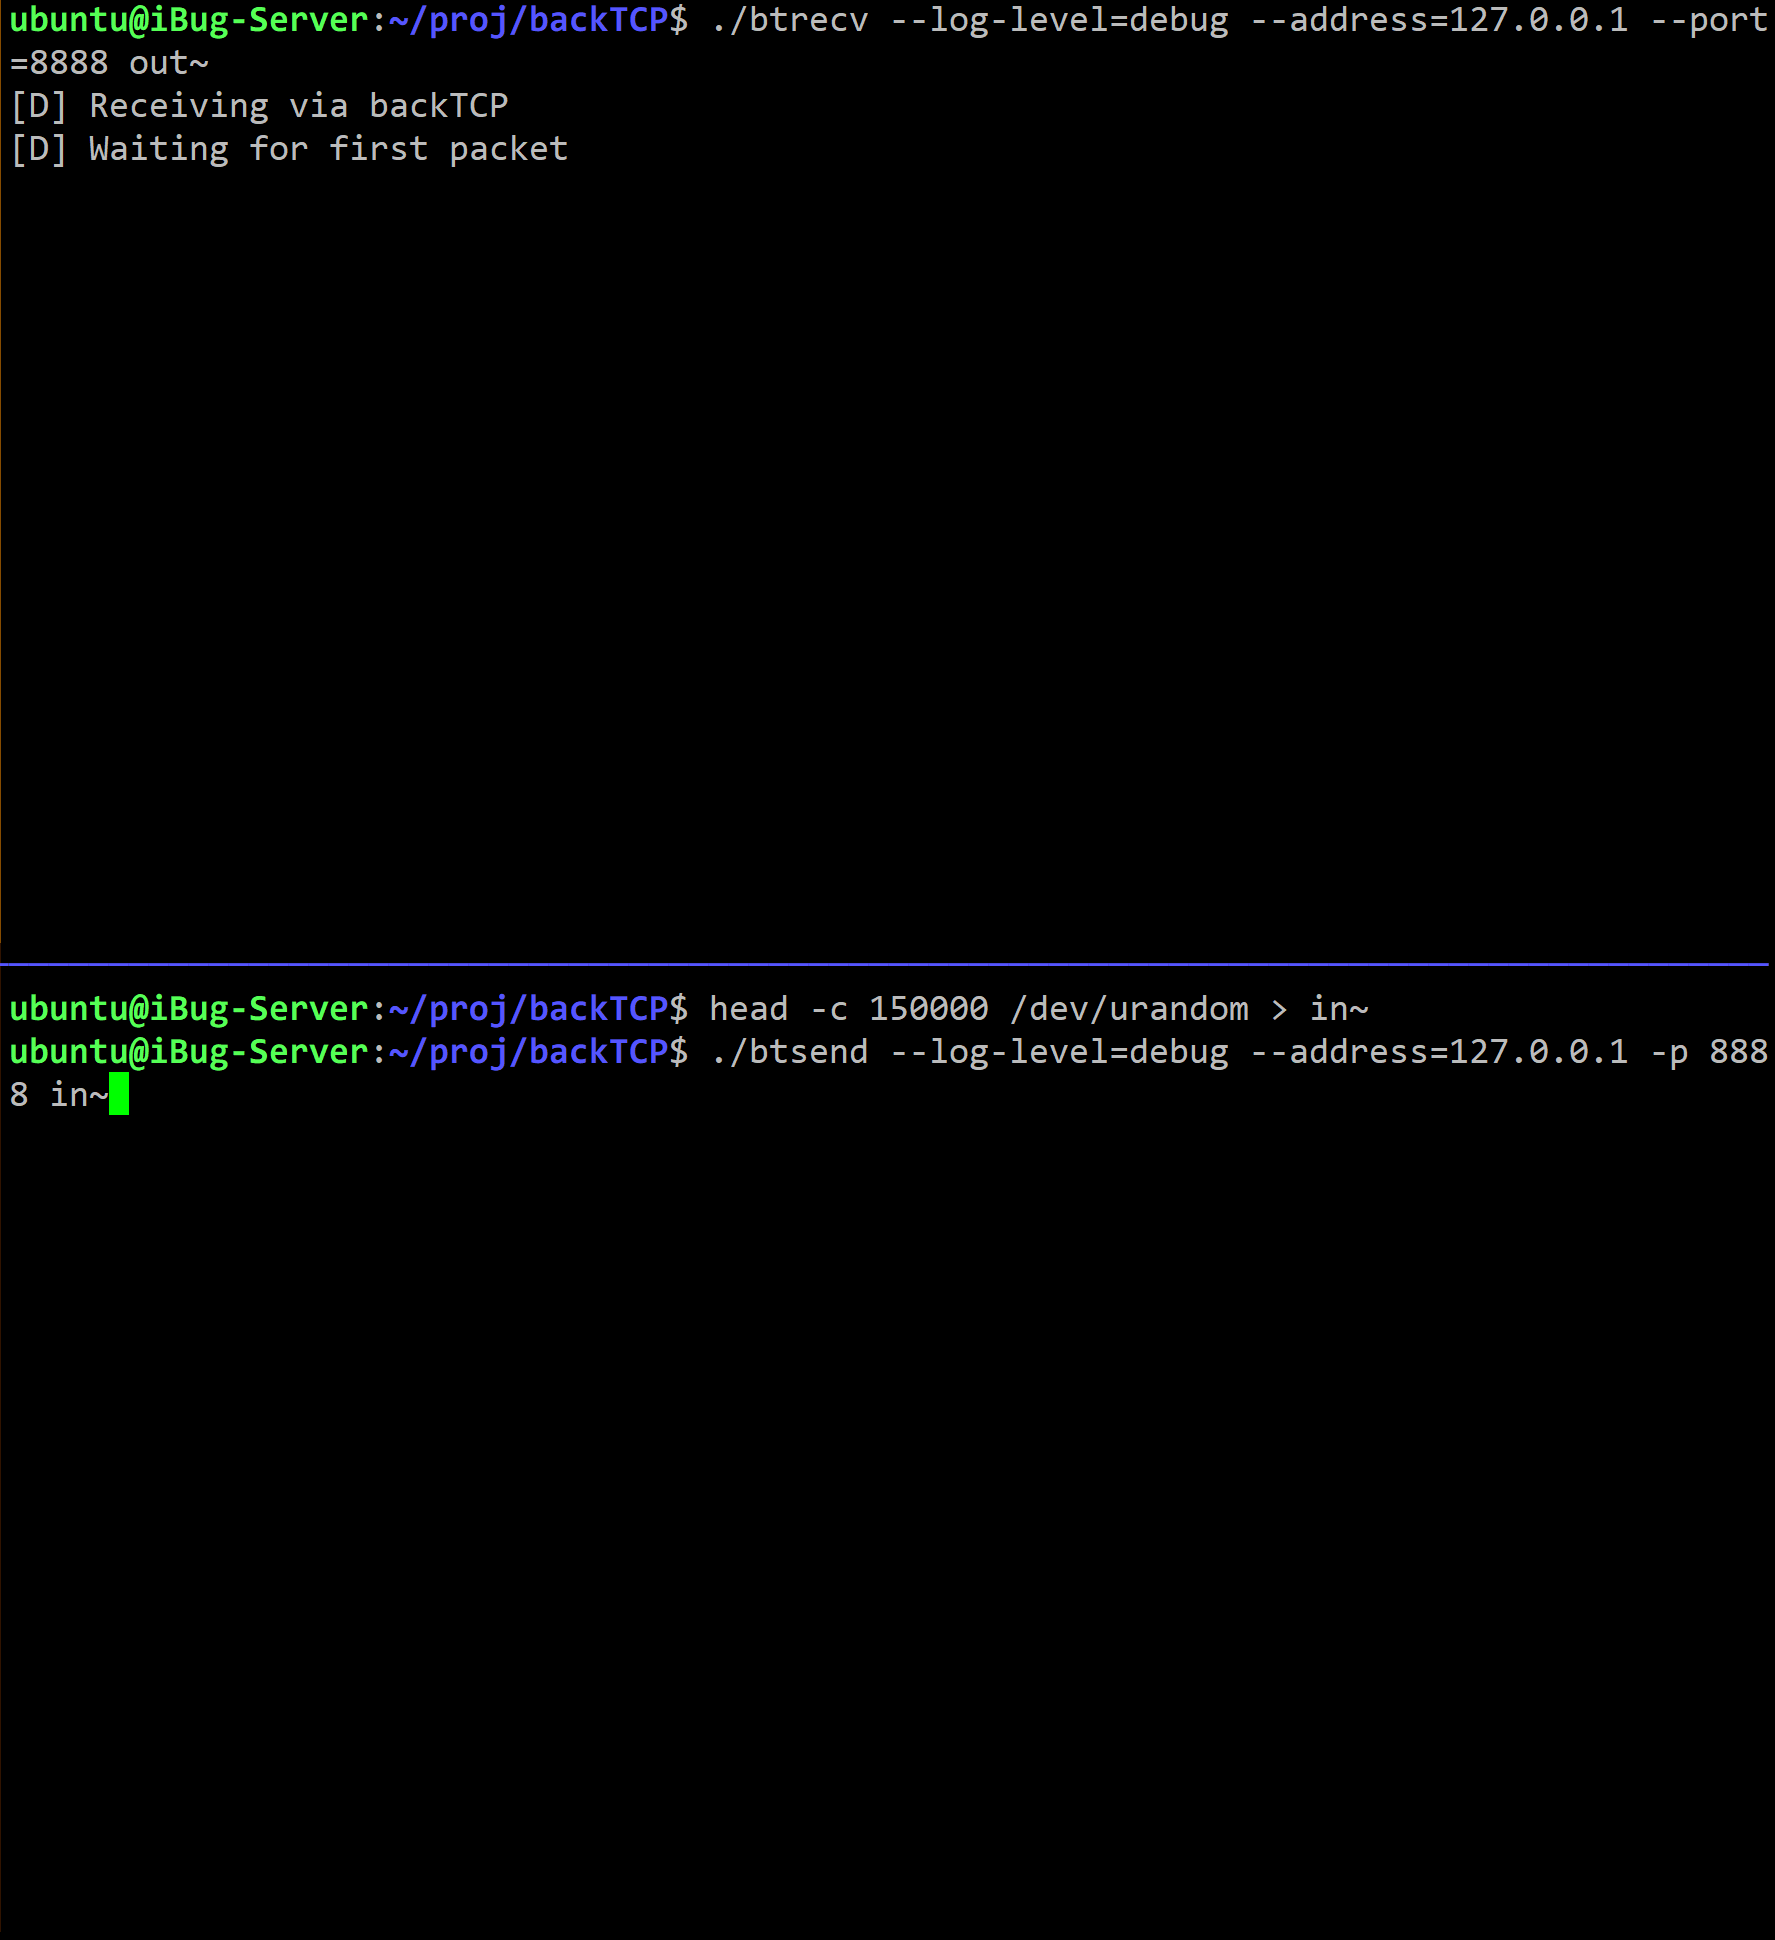 ubuntu@iBug-Server:~/proj/backTCP$ ./btrecv --log-level=debug --address=127.0.0.1 --port
=8888 out~
[D] Receiving via backTCP
[D] Waiting for first packet
ubuntu@iBug-Server:~/proj/backTCP$ head -c 150000 /dev/urandom > in~
ubuntu@iBug-Server:~/proj/backTCP$ ./btsend --log-level=debug --address=127.0.0.1 -p 888
8 in~